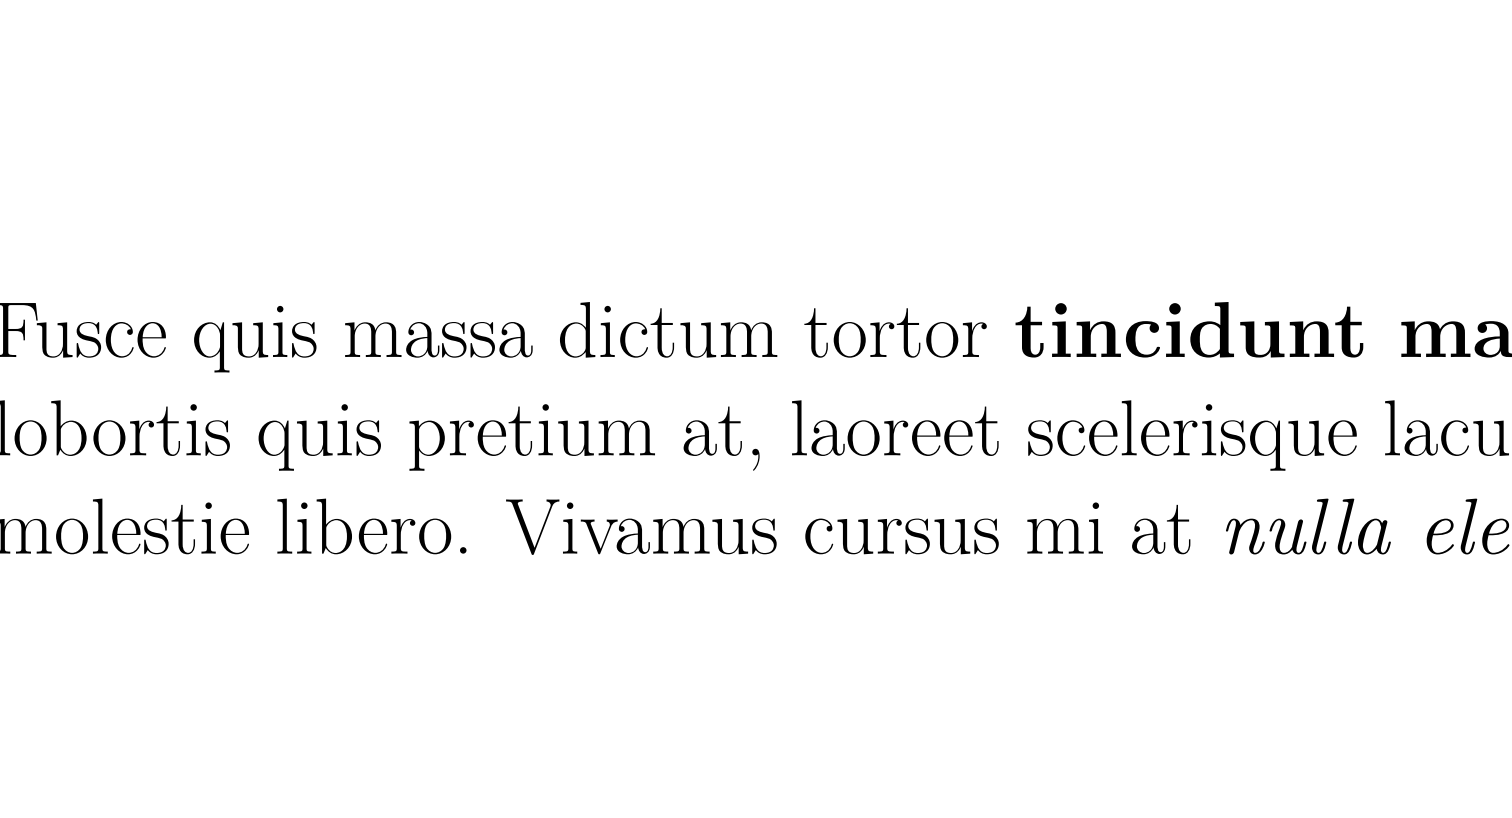 Fusce quis massa dictum tortor tincidunt ma
lobortis quis pretium at, laoreet scelerisque lacu
molestie libero. Vivamus cursus mi at nulla ele